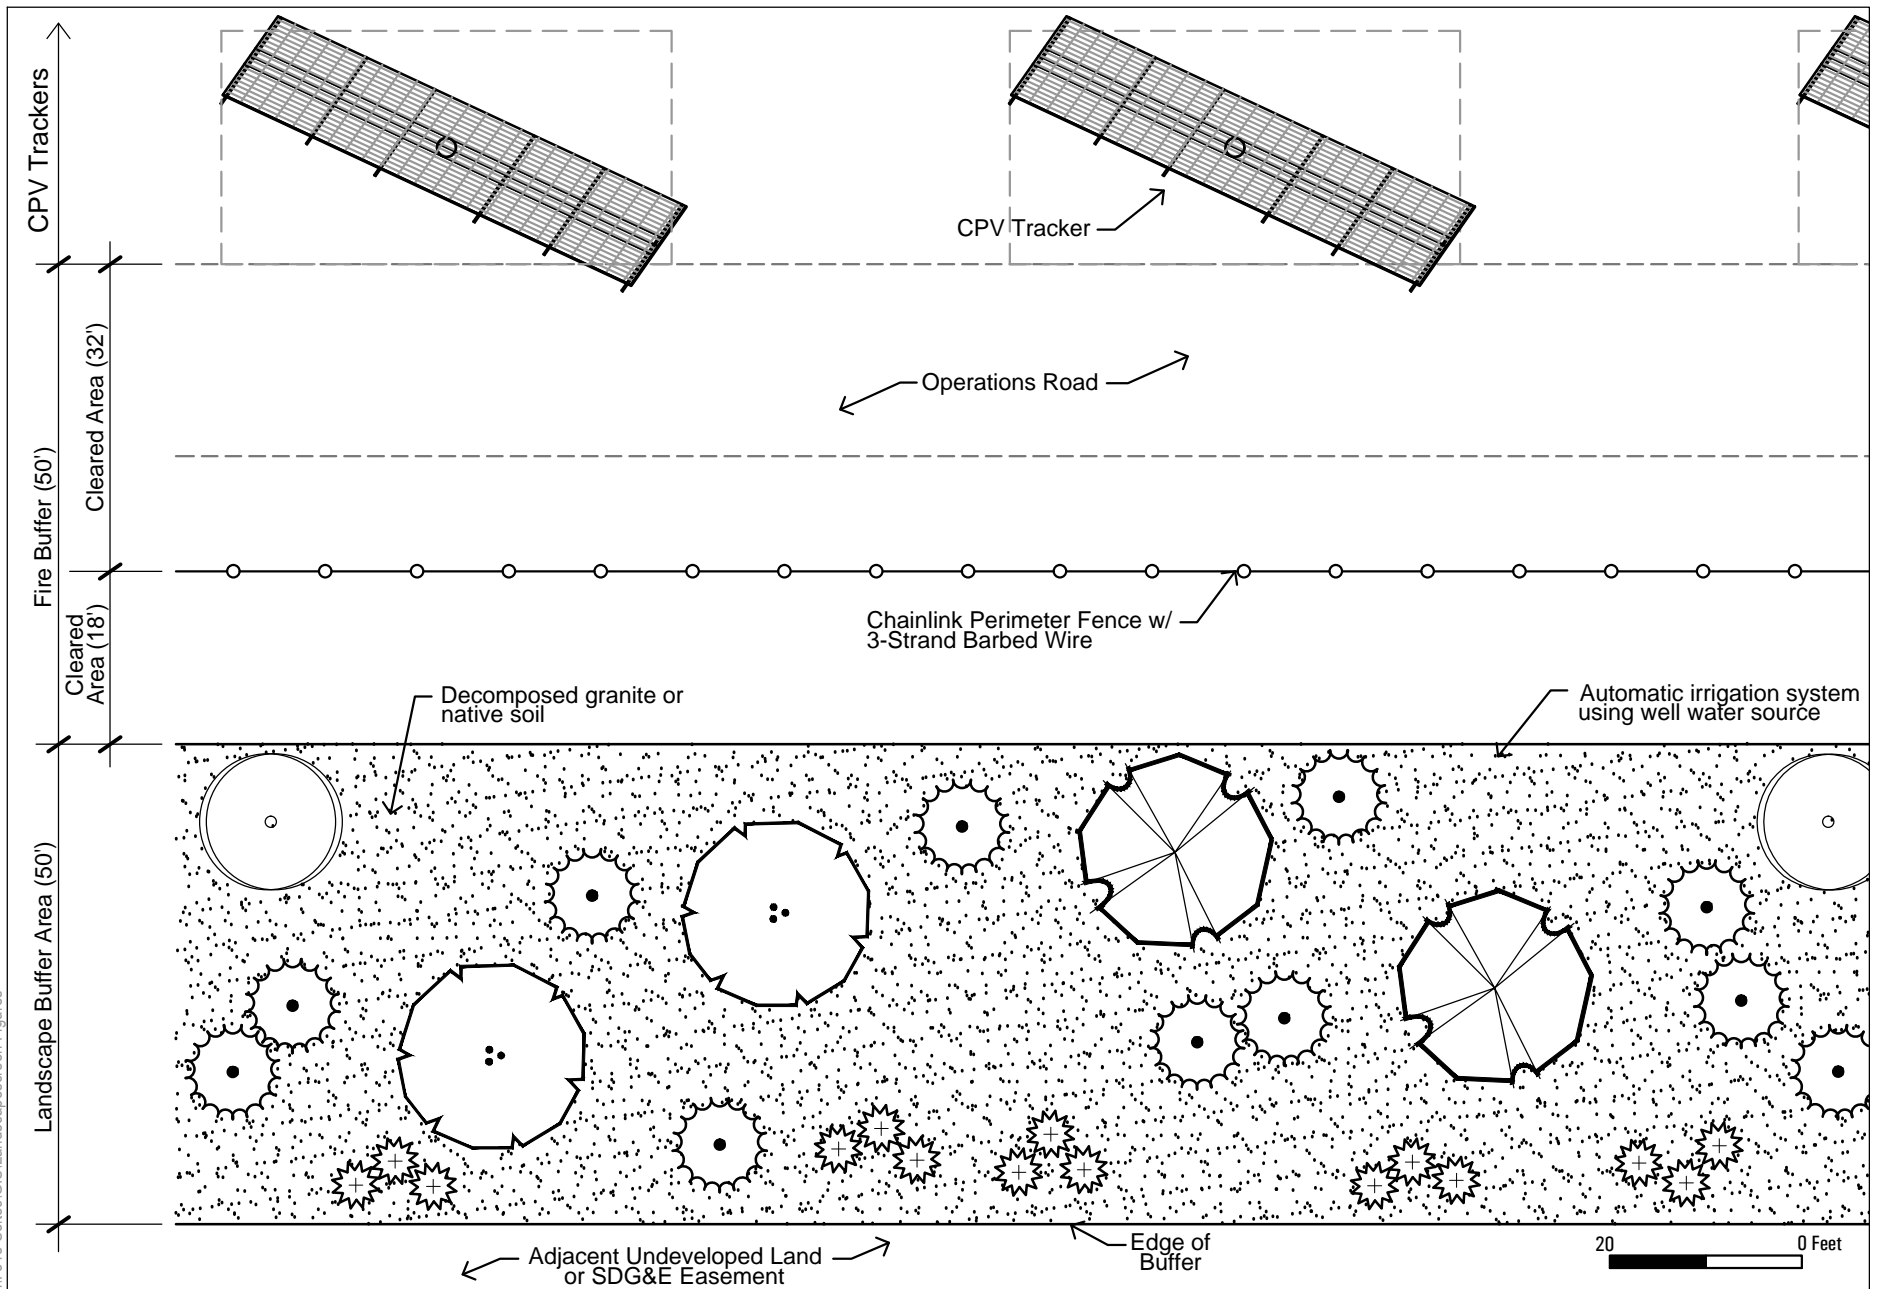 CPV Trackers
CPV Tracker
Cleared Area (32')
Operations Road
Fire Buffer (50')
Chainlink Perimeter Fence w/
3-Strand Barbed Wire
Cleared
Area (18')
Decomposed granite or
native soil
Automatic irrigation system
using well water source
Landscape Buffer Area (50')
Adjacent Undeveloped Land
or SDG&E Easement
Edge of
Buffer
20
0 Feet